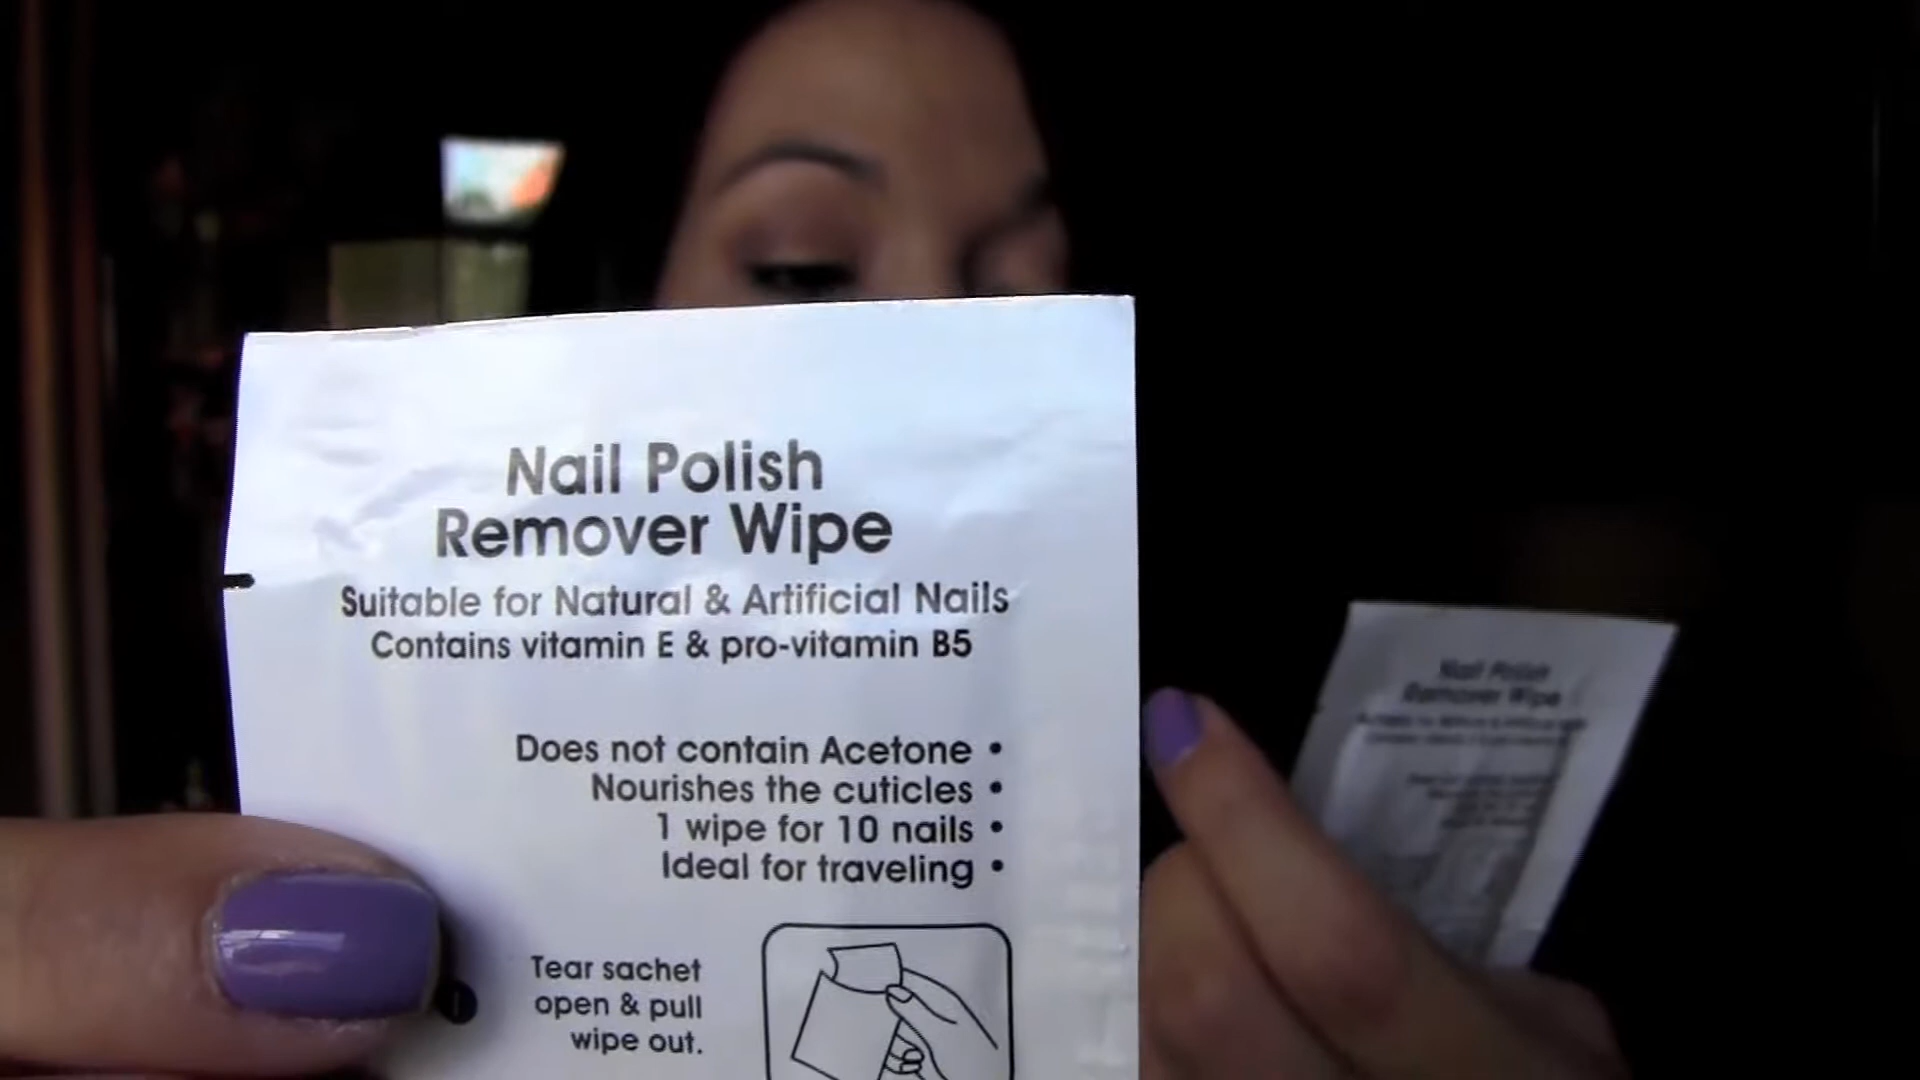 Nail Polish
Remover Wipe
Suitable for Natural & Artificial Nails
Contains vitamin E & pro-vitamin B5
Does not contain Acetone •
Nourishes the cuticles •
1 wipe for 10 nails •
Ideal for traveling •
Tear sachet
open & pull
wipe out.
Nail Polish
Remover Wipe